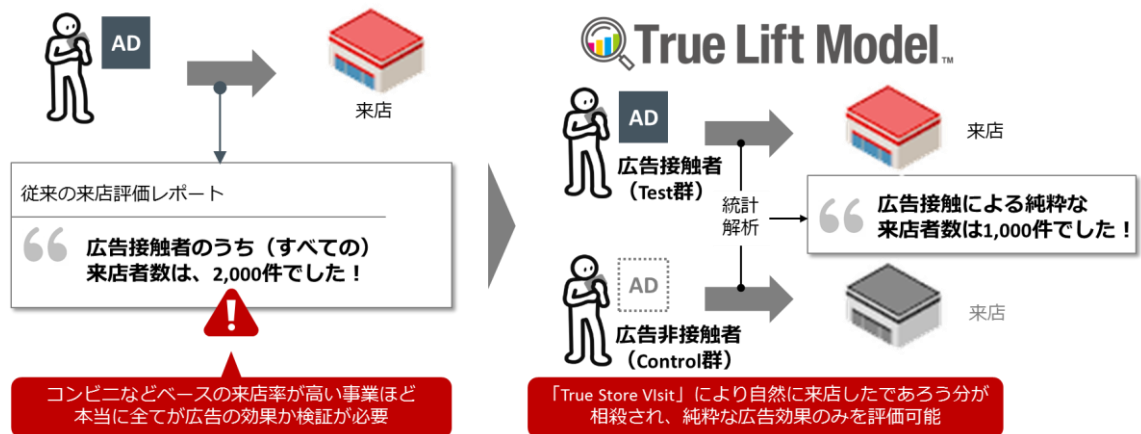 AD
来店
従来の来店評価レポート
広告接触者のうち（すべての）
来店者数は、2,000件でした！
コンビニなどベースの来店率が高い事業ほど
本当に全てが広告の効果か検証が必要
True Lift Model™
AD
来店
広告接触者
（Test群）
統計
解析
広告接触による純粋な
来店者数は1,000件でした！
AD
来店
広告非接触者
（Control群）
「True Store VIsit」により自然に来店したであろう分が
相殺され、純粋な広告効果のみを評価可能